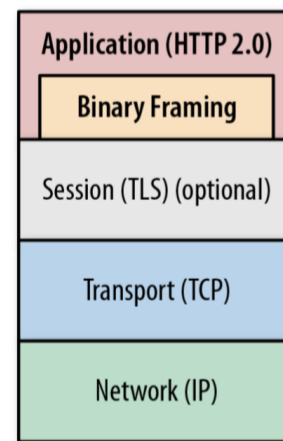 Application (HTTP 2.0)
Binary Framing
Session (TLS) (optional)
Transport (TCP)
Network (IP)